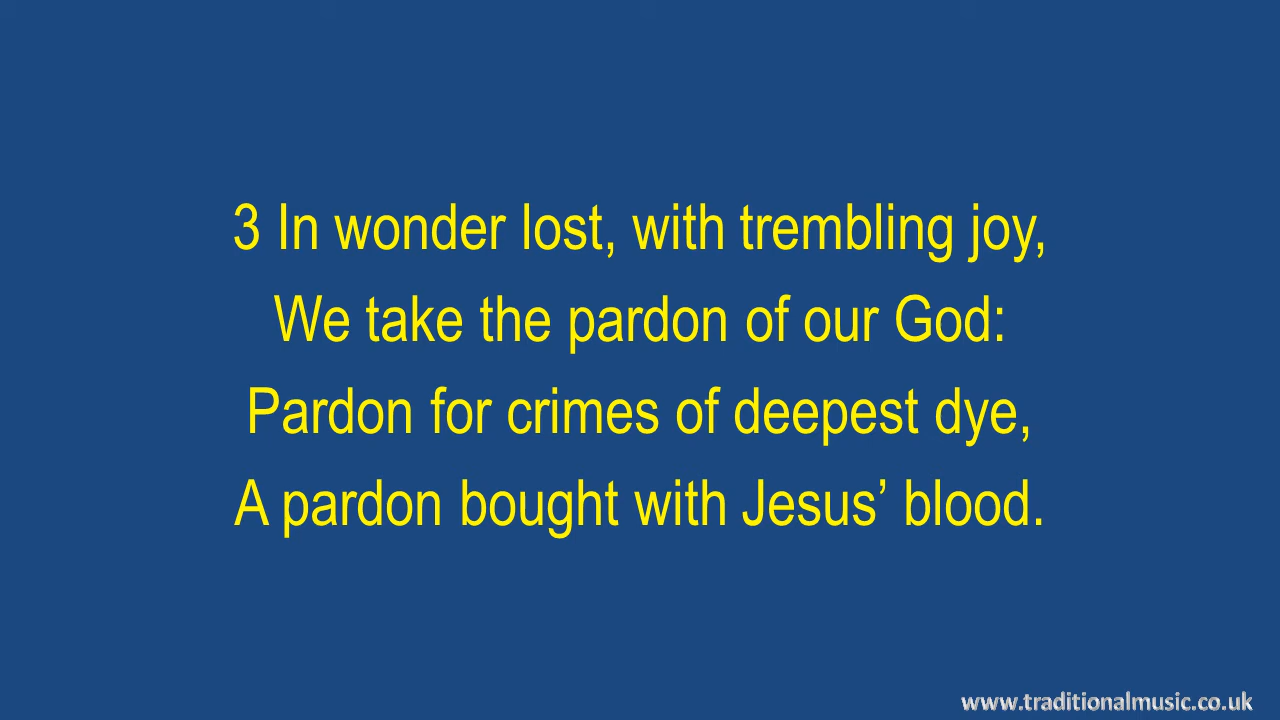 3 In wonder lost, with trembling joy,
We take the pardon of our God:
Pardon for crimes of deepest dye,
A pardon bought with Jesus’ blood.
www.traditionalmusic.co.uk